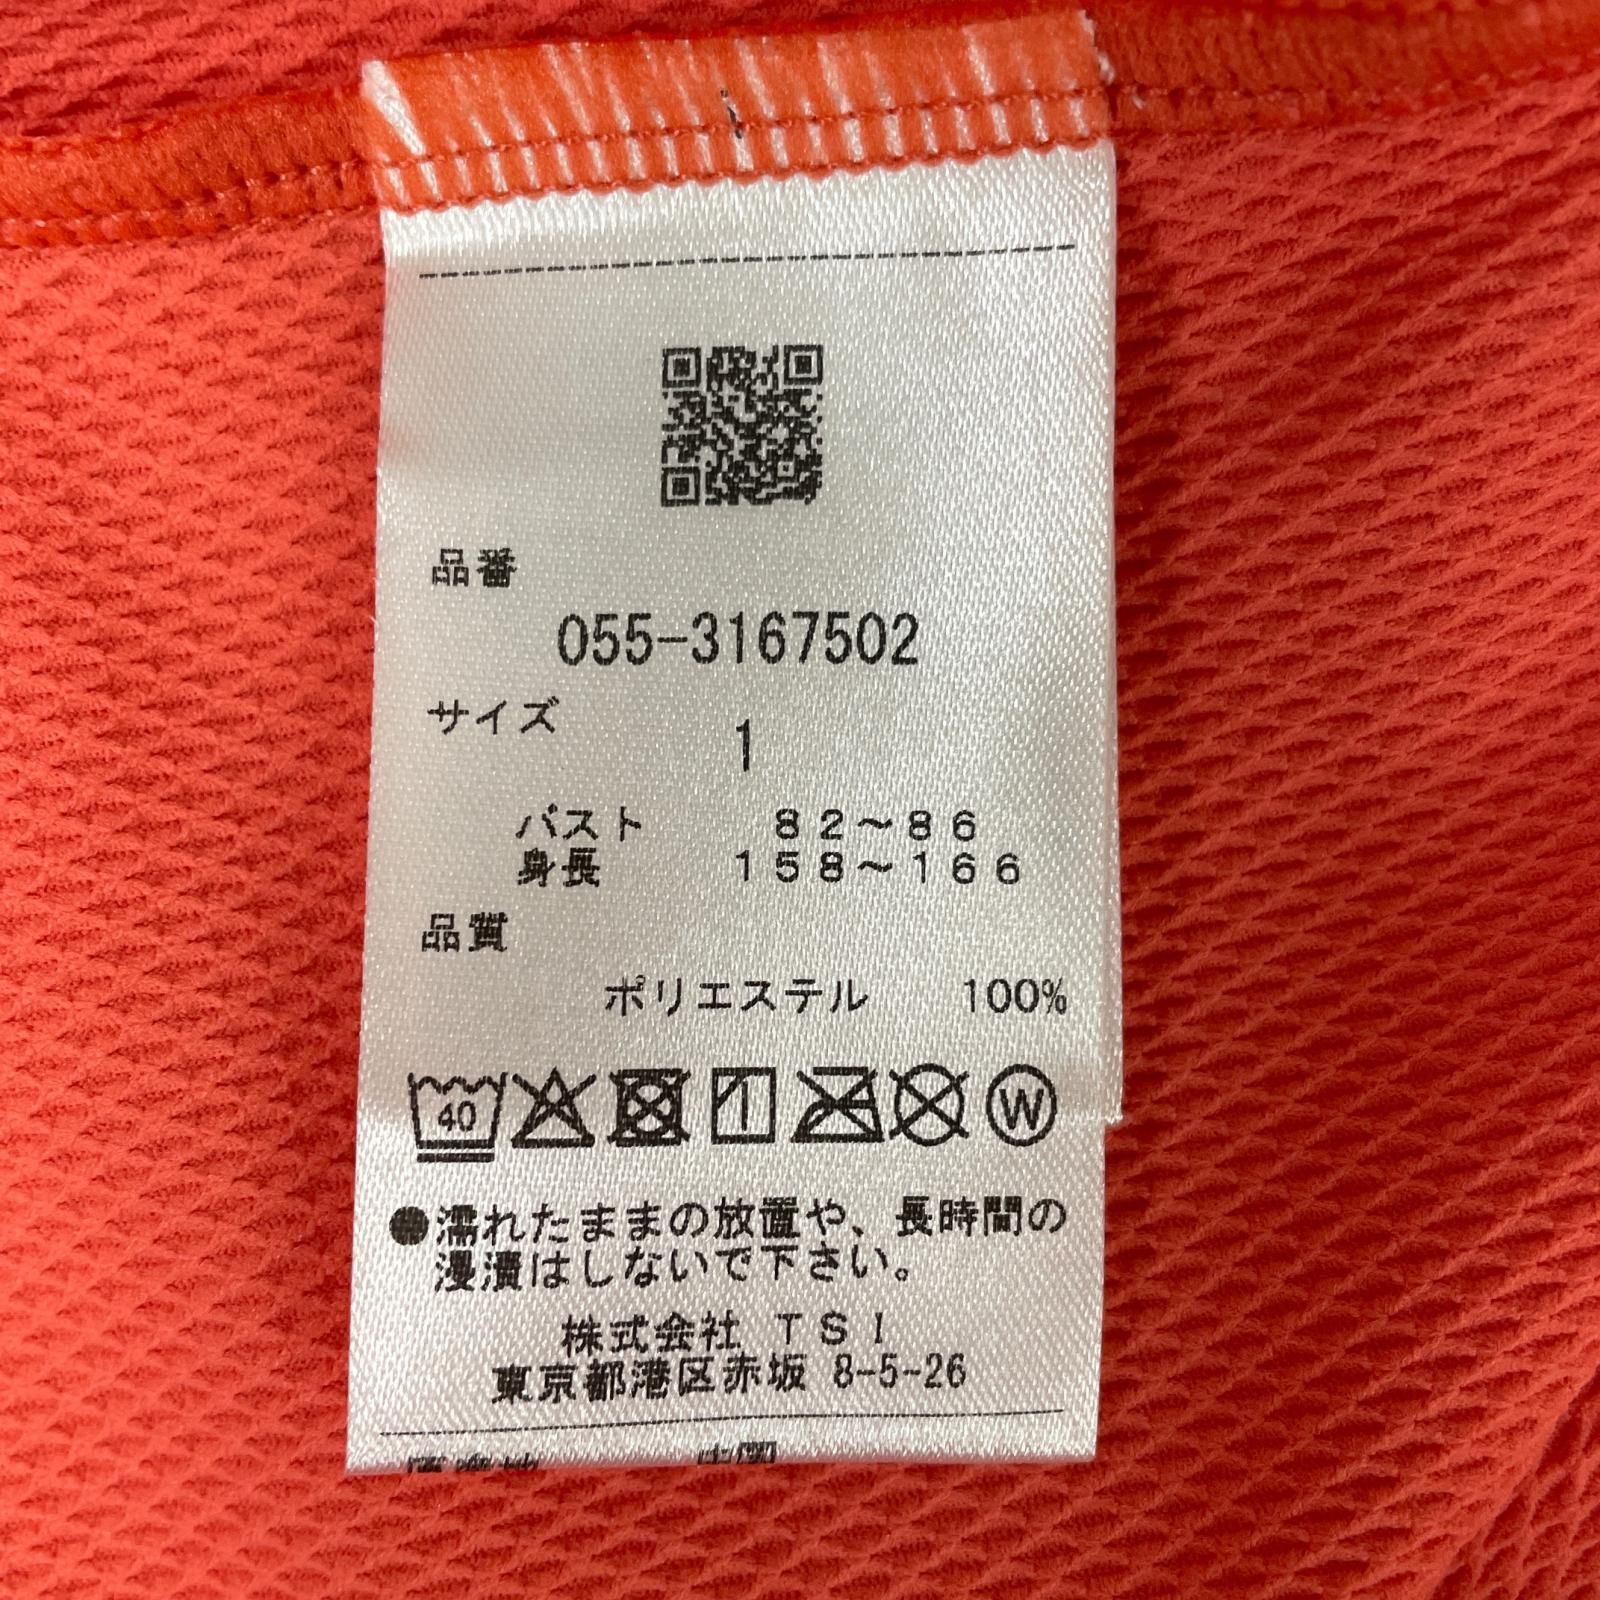 品番
055-3167502
サイズ 1
バスト 82～86
身長 158～166
品質
ポリエステル 100%
40 W
●濡れたままの放置や、長時間の
浸漬はしないで下さい。
株式会社 TSI
東京都港区赤坂 8-5-26